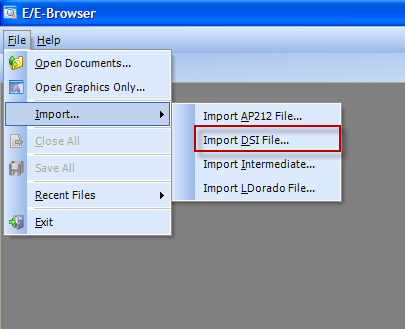 E/E-Browser
File Help
Open Documents...
Open Graphics Only...
Import...
Import AP212 File...
Import DSI File...
Import Intermediate...
Import LDorado File...
Close All
Save All
Recent Files
Exit